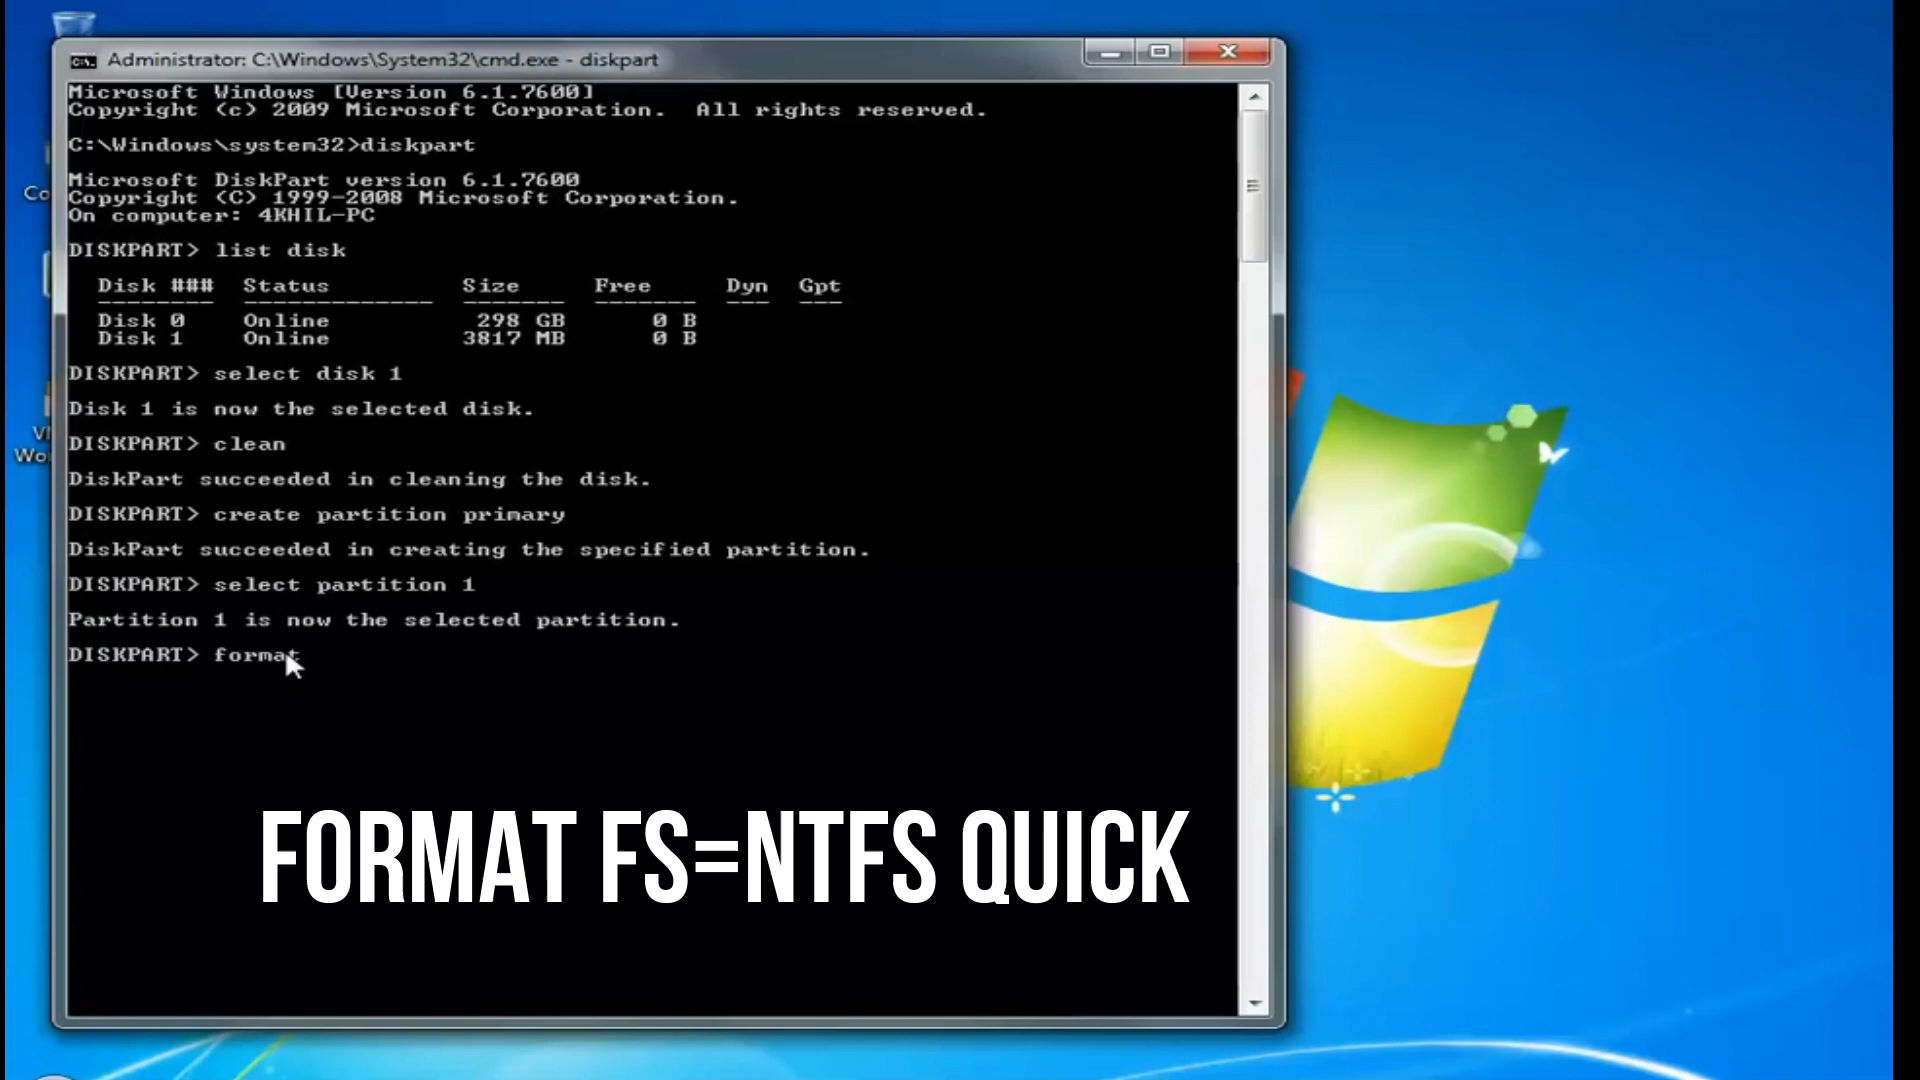 Administrator: C:\Windows\System32\cmd.exe - diskpart
Microsoft Windows [Version 6.1.7600]
Copyright (c) 2009 Microsoft Corporation.  All rights reserved.
C:\Windows\system32>diskpart
Microsoft DiskPart version 6.1.7600
Copyright (C) 1999-2008 Microsoft Corporation.
On computer: 4KHIL-PC
DISKPART> list disk
Disk ###  Status  Size  Free  Dyn  Gpt
Disk 0  Online  298 GB  0 B
Disk 1  Online  3817 MB  0 B
DISKPART> select disk 1
Disk 1 is now the selected disk.
DISKPART> clean
DiskPart succeeded in cleaning the disk.
DISKPART> create partition primary
DiskPart succeeded in creating the specified partition.
DISKPART> select partition 1
Partition 1 is now the selected partition.
DISKPART> format
FORMAT FS=NTFS QUICK